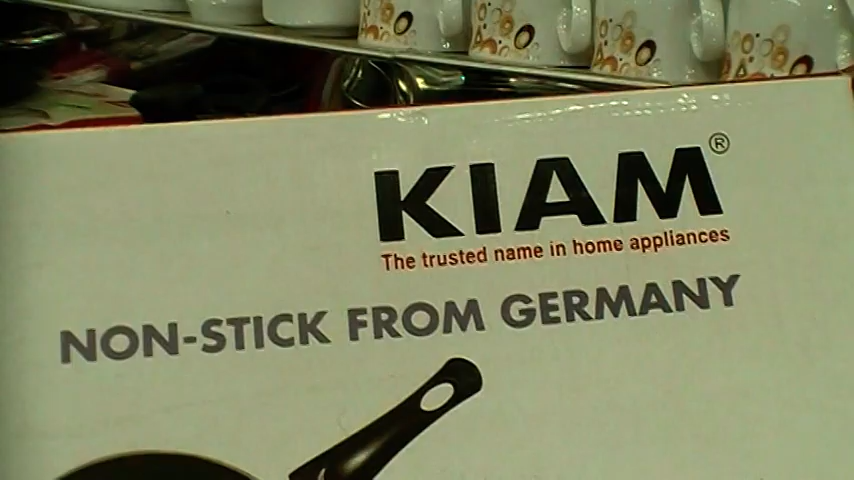 KIAM®
The trusted name in home appliances
NON-STICK FROM GERMANY